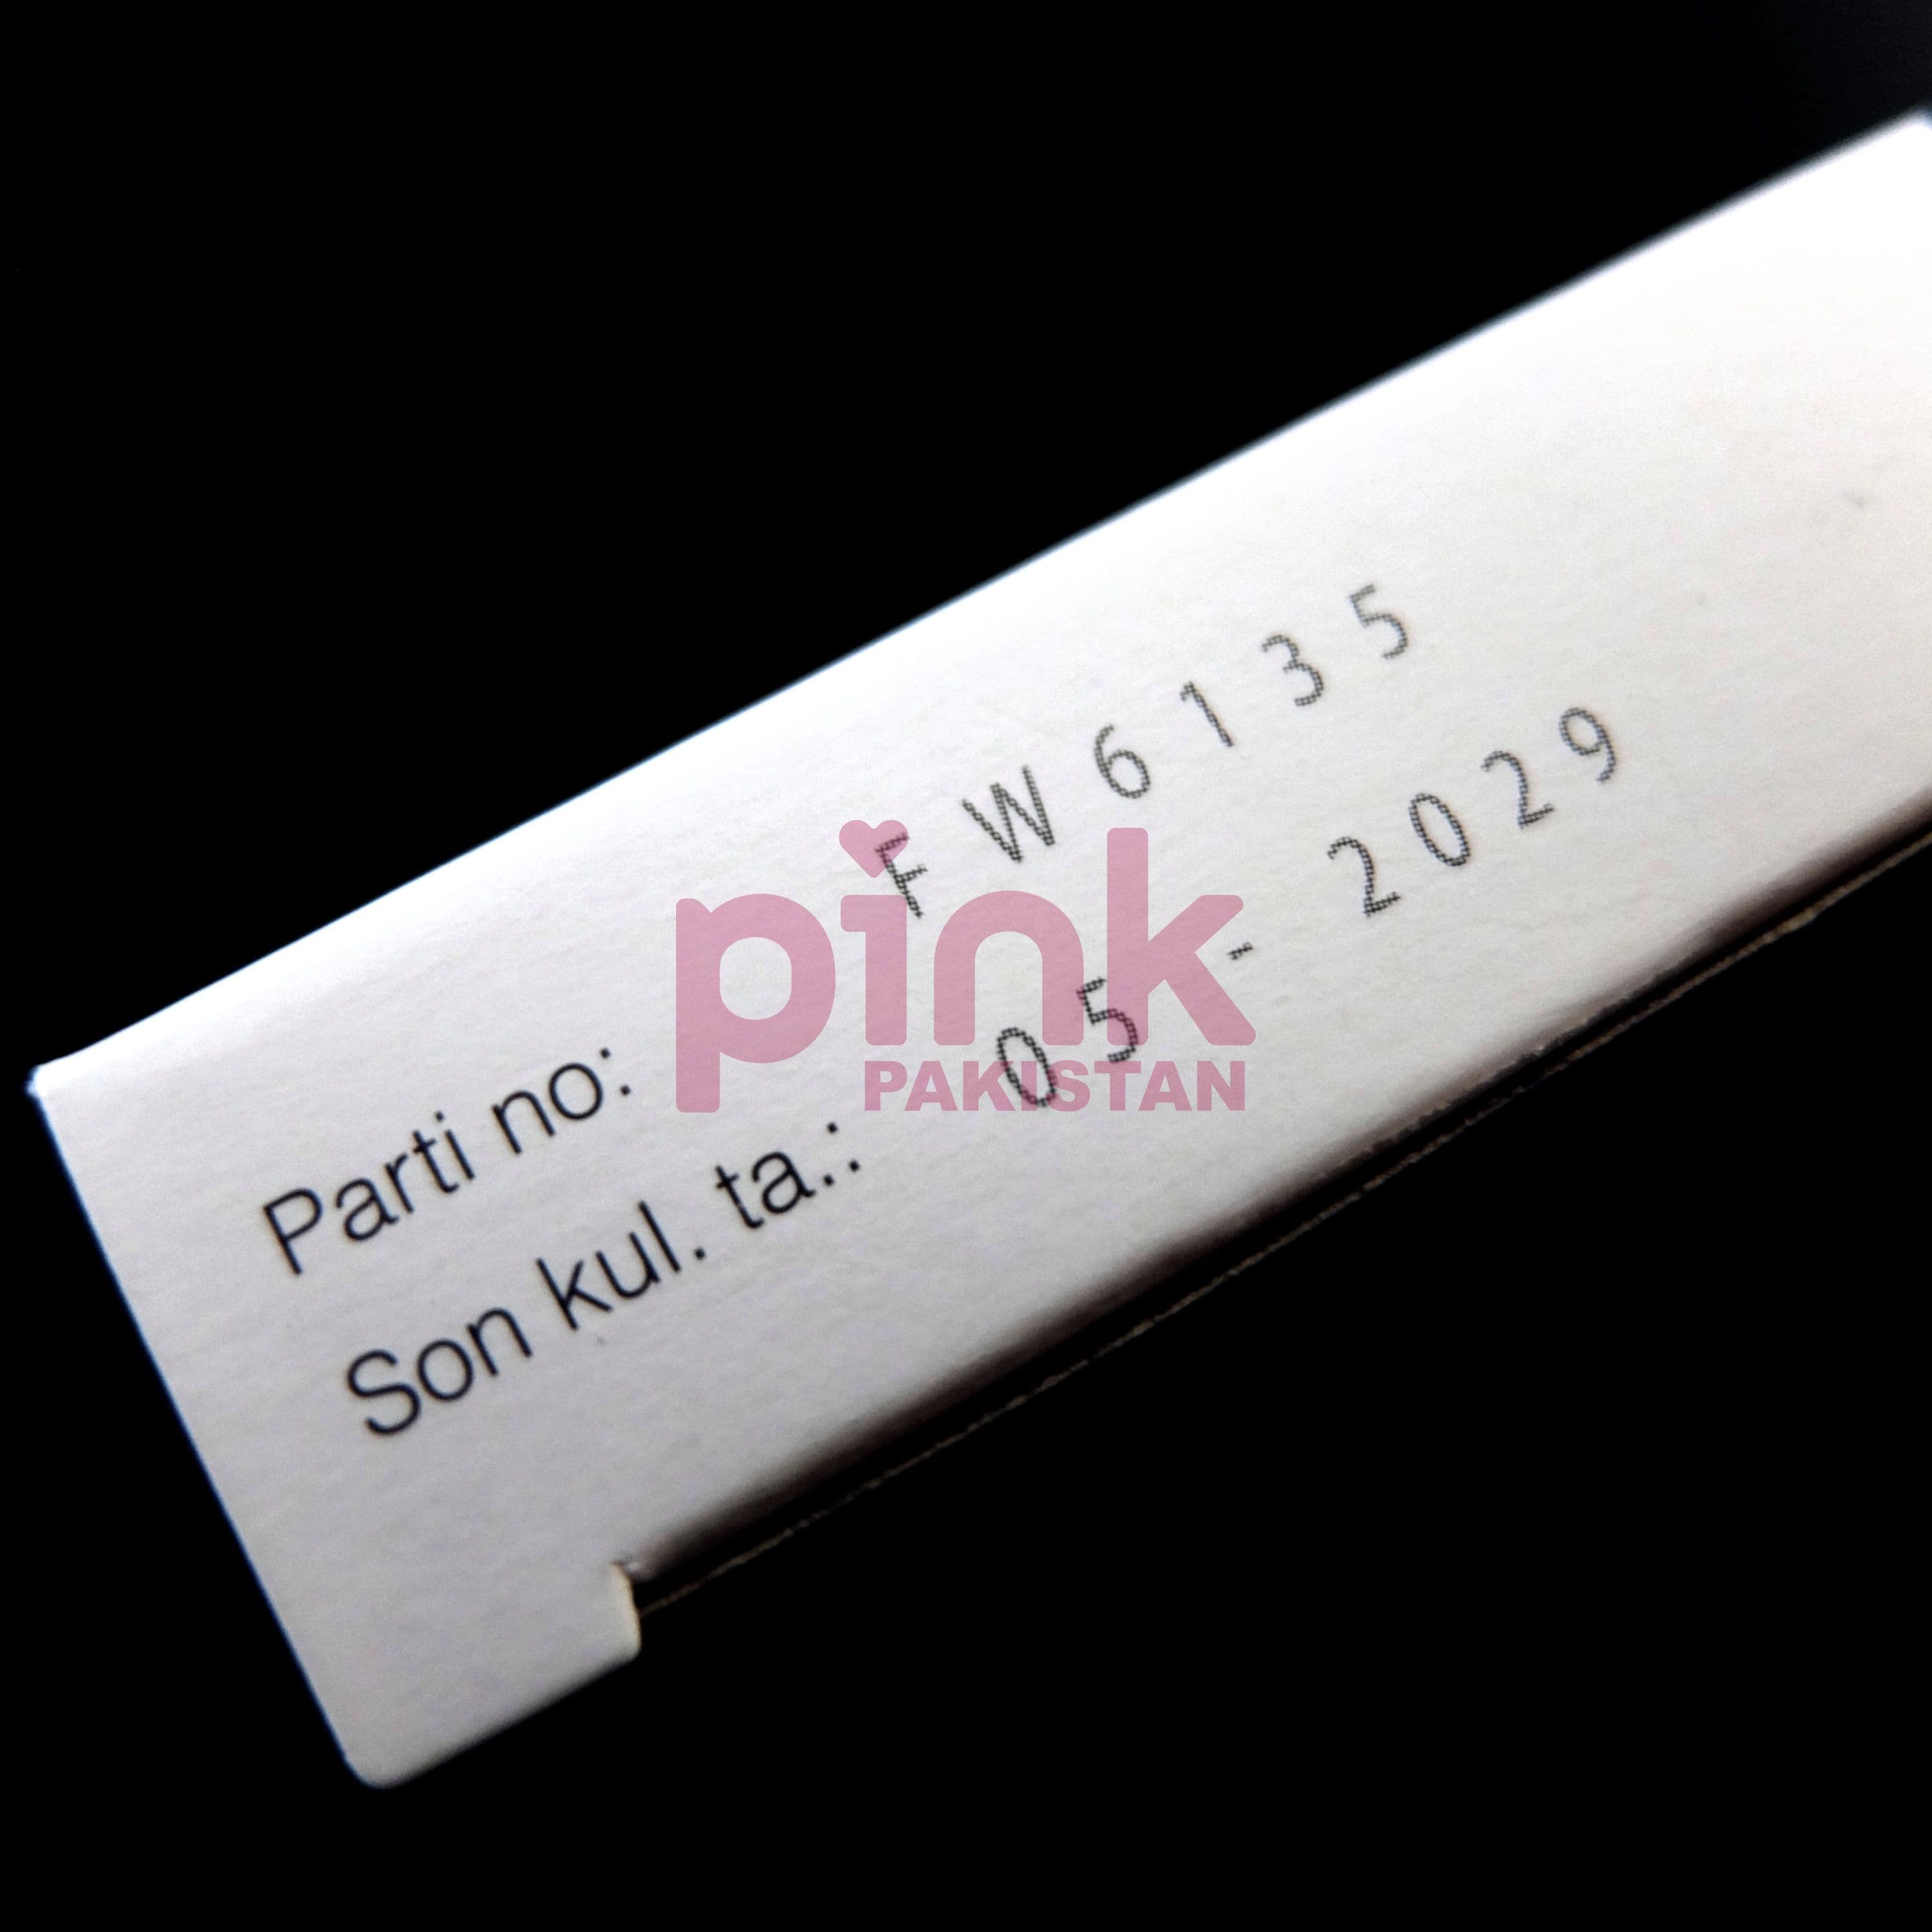 Parti no: FW6135
Son kul. ta.: 05-2029
pink
PAKISTAN